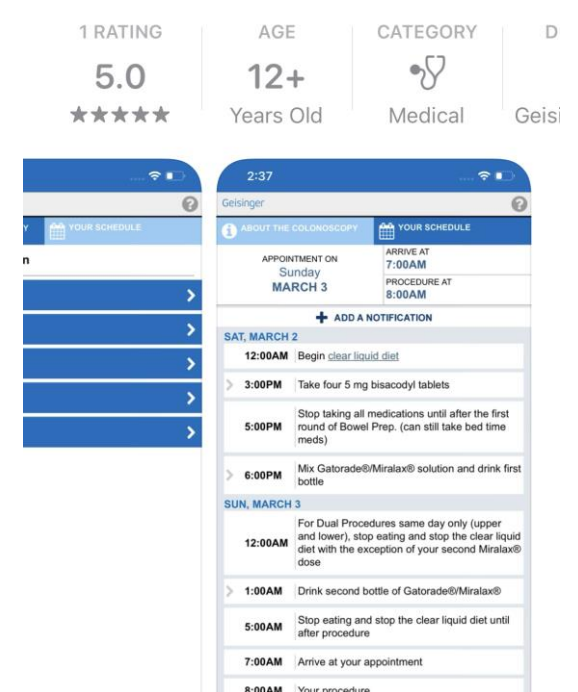 1 RATING
AGE
CATEGORY
D
5.0
12+
Years Old
Medical
Geisi
Y
YOUR SCHEDULE
n
2:37
Geisinger
?
ABOUT THE COLONOSCOPY
YOUR SCHEDULE
APPOINTMENT ON
Sunday
MARCH 3
ARRIVE AT
7:00AM
PROCEDURE AT
8:00AM
+ ADD A NOTIFICATION
SAT, MARCH 2
12:00AM Begin clear liquid diet
3:00PM Take four 5 mg bisacodyl tablets
5:00PM Stop taking all medications until after the first
round of Bowel Prep. (can still take bed time
meds)
6:00PM Mix Gatorade®/Miralax® solution and drink first
bottle
SUN, MARCH 3
12:00AM For Dual Procedures same day only (upper
and lower), stop eating and stop the clear liquid
diet with the exception of your second Miralax®
dose
1:00AM Drink second bottle of Gatorade®/Miralax®
5:00AM Stop eating and stop the clear liquid diet until
after procedure
7:00AM Arrive at your appointment
8:00AM Your procedure